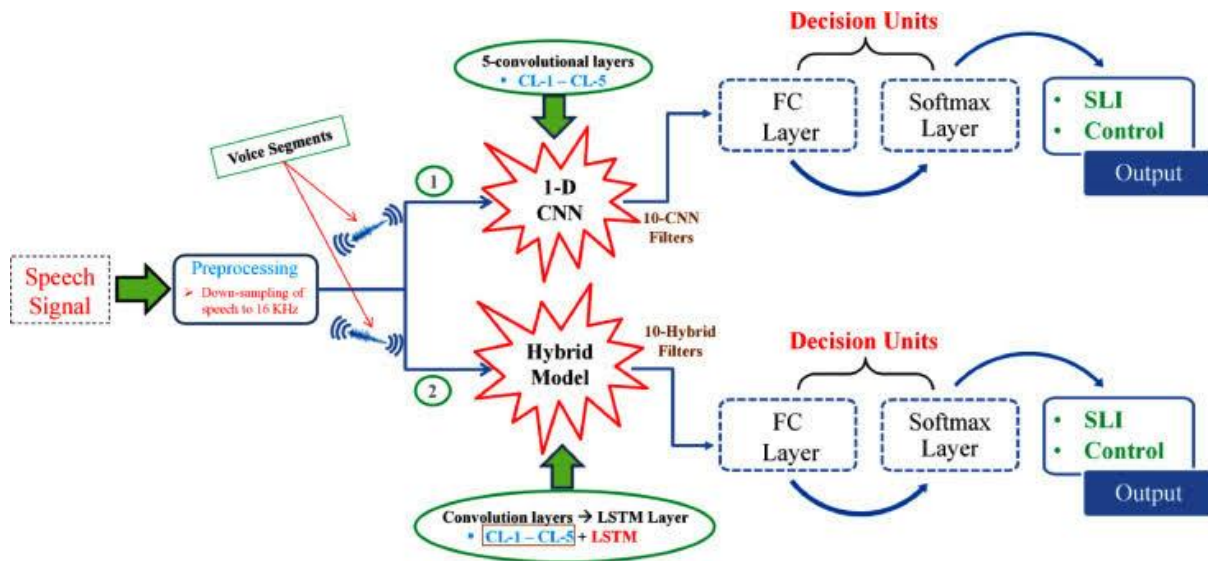 Decision Units
5-convolutional layers
• CL-1 – CL-5
FC
Layer
Softmax
Layer
• SLI
• Control
Output
Voice Segments
1
1-D
CNN
10-CNN
Filters
Speech
Signal
Preprocessing
➢ Down-sampling of
speech to 16 KHz
2
Hybrid
Model
10-Hybrid
Filters
Decision Units
FC
Layer
Softmax
Layer
• SLI
• Control
Output
Convolution layers → LSTM Layer
• CL-1 – CL-5 + LSTM